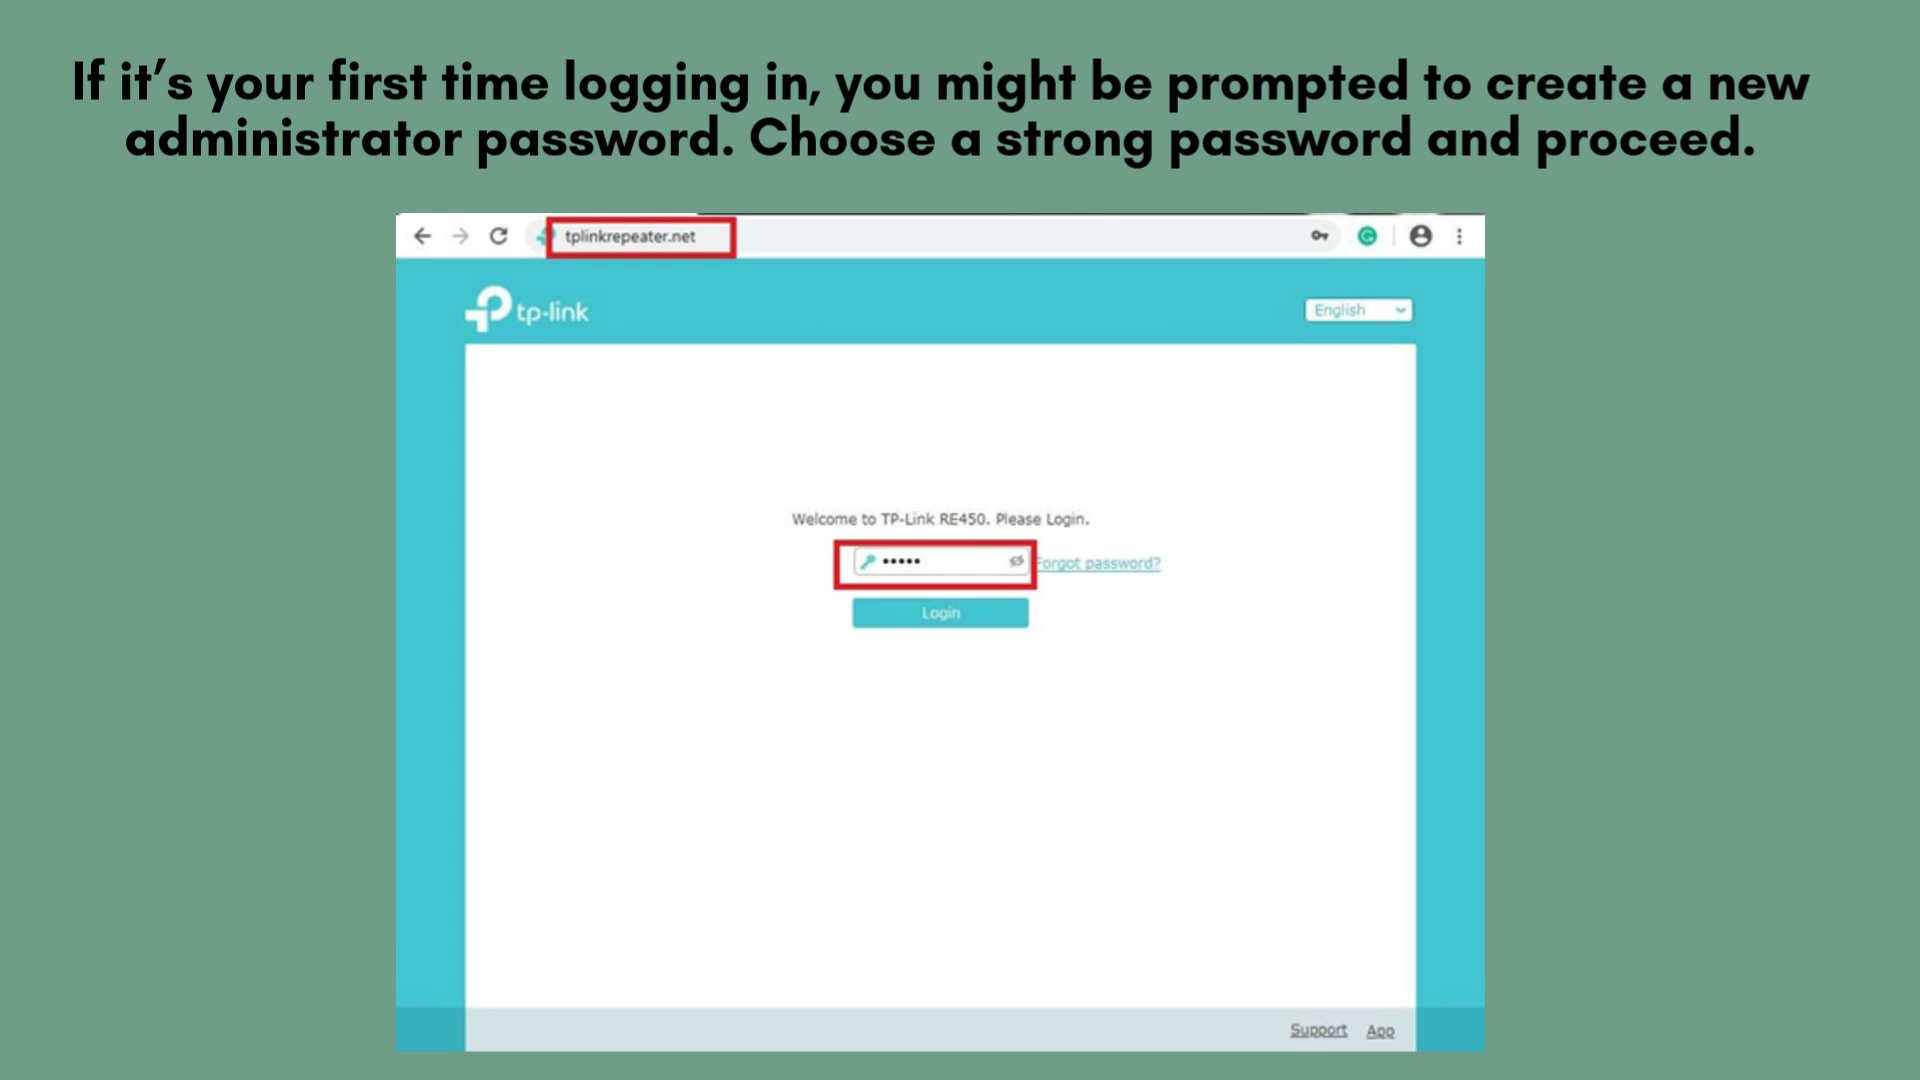 If it’s your first time logging in, you might be prompted to create a new
administrator password. Choose a strong password and proceed.
tplinkrepeater.net
tp-link
English
Welcome to TP-Link RE450. Please Login.
••••• Forgot password?
Login
Support App